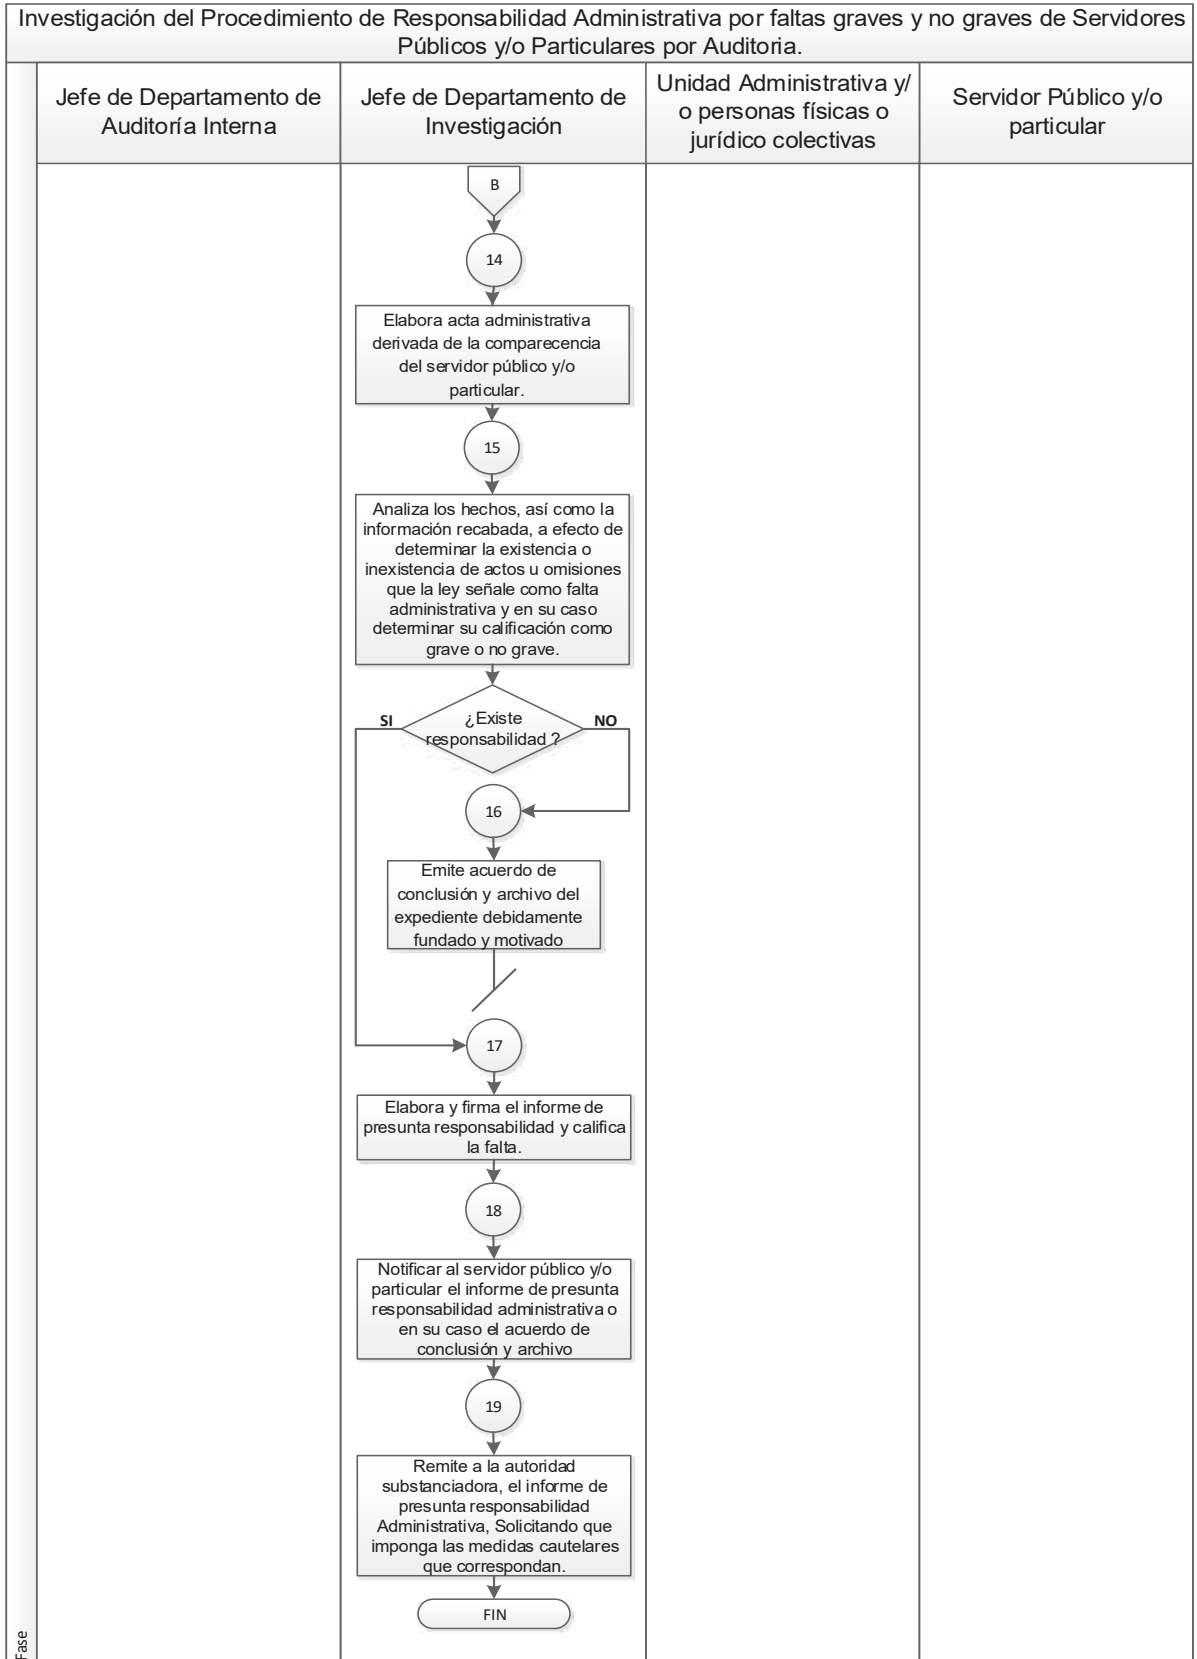 Investigación del Procedimiento de Responsabilidad Administrativa por faltas graves y no graves de Servidores
Públicos y/o Particulares por Auditoria.
Jefe de Departamento de
Auditoría Interna
Jefe de Departamento de
Investigación
Unidad Administrativa y/
o personas físicas o
jurídico colectivas
Servidor Público y/o
particular
B
14
Elabora acta administrativa
derivada de la comparecencia
del servidor público y/o
particular.
15
Analiza los hechos, así como la
información recabada, a efecto de
determinar la existencia o
inexistencia de actos u omisiones
que la ley señale como falta
administrativa y en su caso
determinar su calificación como
grave o no grave.
¿Existe
responsabilidad ?
SI
NO
16
Emite acuerdo de
conclusión y archivo del
expediente debidamente
fundado y motivado
17
Elabora y firma el informe de
presunta responsabilidad y califica
la falta.
18
Notificar al servidor público y/o
particular el informe de presunta
responsabilidad administrativa o
en su caso el acuerdo de
conclusión y archivo
19
Remite a la autoridad
substanciadora, el informe de
presunta responsabilidad
Administrativa, Solicitando que
imponga las medidas cautelares
que correspondan.
FIN
Fase